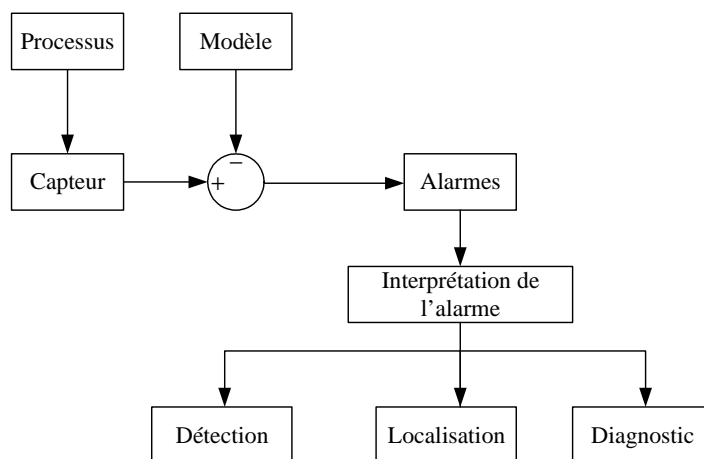 Processus
Modèle
−
+
Capteur
Alarmes
Interprétation de
l’alarme
Détection
Localisation
Diagnostic